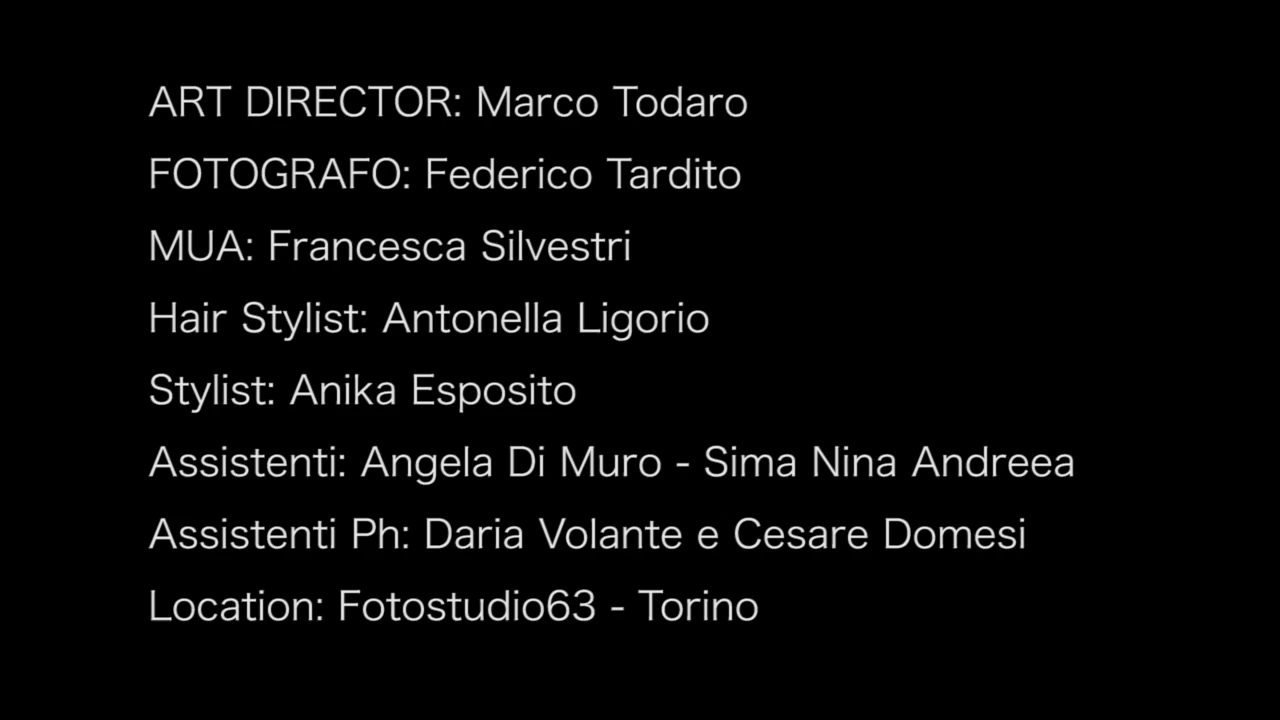 ART DIRECTOR: Marco Todaro
FOTOGRAFO: Federico Tardito
MUA: Francesca Silvestri
Hair Stylist: Antonella Ligorio
Stylist: Anika Esposito
Assistenti: Angela Di Muro - Sima Nina Andreea
Assistenti Ph: Daria Volante e Cesare Domesi
Location: Fotostudio63 - Torino